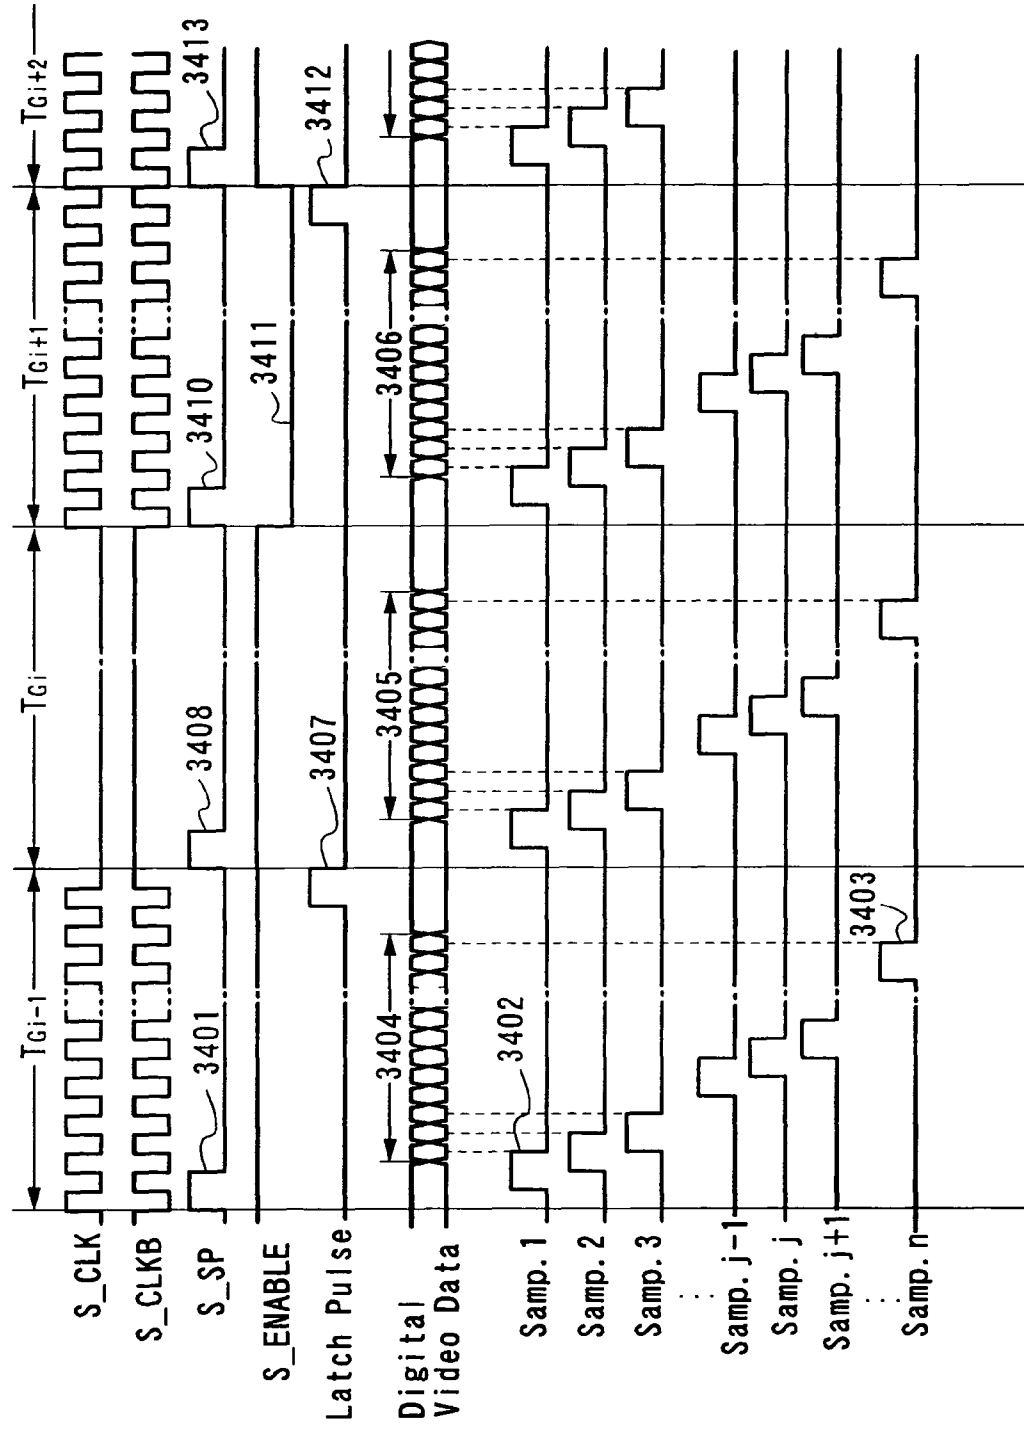 TGi-1 TGi TGi+1 TGi+2
S_CLK
S_CLKB
S_SP 3401 3408 3410 3413
S_ENABLE 3411
Latch Pulse 3407 3412
3404 3405 3406
Digital
Video Data
Samp. 1 3402
Samp. 2
Samp. 3
Samp. j-1
Samp. j
Samp. j+1
Samp. n 3403